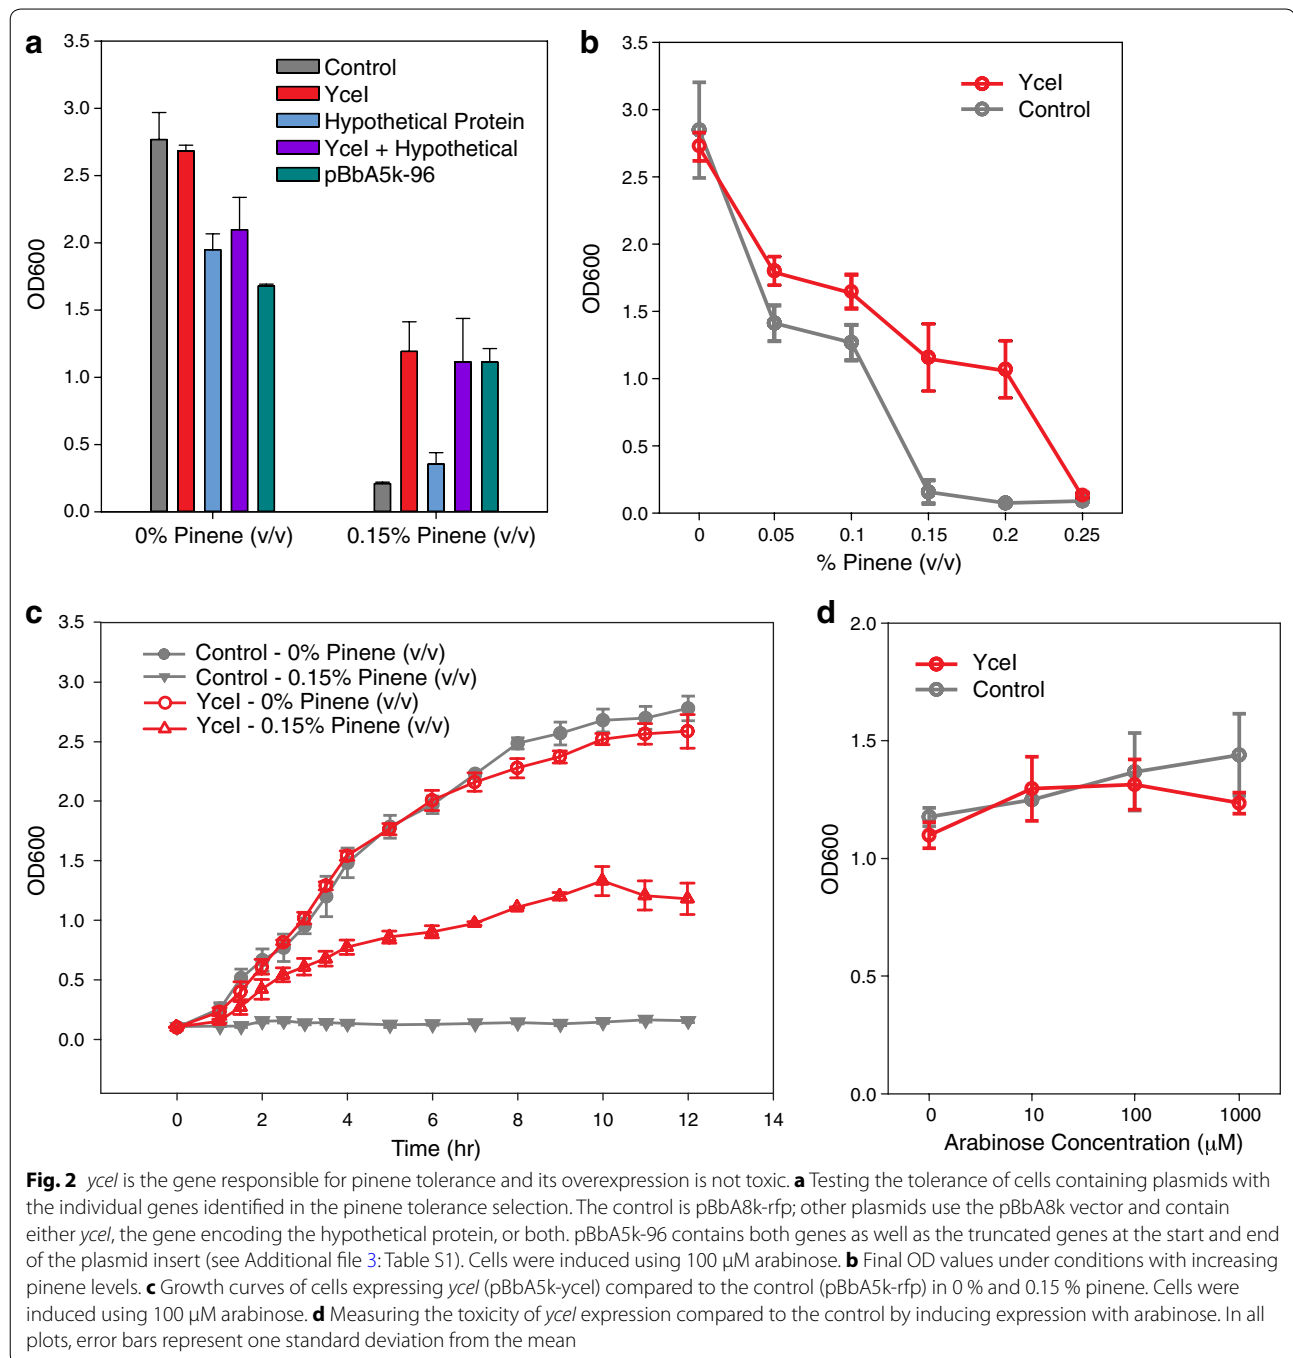 a
3.5
3.0
2.5
2.0
1.5
1.0
0.5
0.0
OD600
Control
YceI
Hypothetical Protein
YceI + Hypothetical
pBbA5k-96
0% Pinene (v/v)
0.15% Pinene (v/v)
b
3.5
3.0
2.5
2.0
1.5
1.0
0.5
0.0
OD600
YceI
Control
0
0.05
0.1
0.15
0.2
0.25
% Pinene (v/v)
c
3.5
3.0
2.5
2.0
1.5
1.0
0.5
0.0
OD600
Control - 0% Pinene (v/v)
Control - 0.15% Pinene (v/v)
YceI - 0% Pinene (v/v)
YceI - 0.15% Pinene (v/v)
0
2
4
6
8
10
12
14
Time (hr)
d
2.0
1.5
1.0
0.5
0.0
OD600
YceI
Control
0
10
100
1000
Arabinose Concentration (μM)
Fig. 2 yceI is the gene responsible for pinene tolerance and its overexpression is not toxic. a Testing the tolerance of cells containing plasmids with
the individual genes identified in the pinene tolerance selection. The control is pBbA8k-rfp; other plasmids use the pBbA8k vector and contain
either yceI, the gene encoding the hypothetical protein, or both. pBbA5k-96 contains both genes as well as the truncated genes at the start and end
of the plasmid insert (see Additional file 3: Table S1). Cells were induced using 100 μM arabinose. b Final OD values under conditions with increasing
pinene levels. c Growth curves of cells expressing yceI (pBbA5k-yceI) compared to the control (pBbA5k-rfp) in 0 % and 0.15 % pinene. Cells were
induced using 100 μM arabinose. d Measuring the toxicity of yceI expression compared to the control by inducing expression with arabinose. In all
plots, error bars represent one standard deviation from the mean